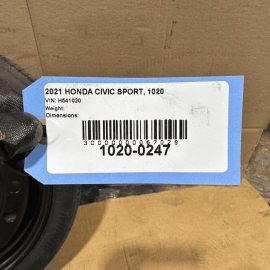 2021 HONDA CIVIC SPORT, 1020
VIN: H541020
Weight:
Dimensions:
1020-0247